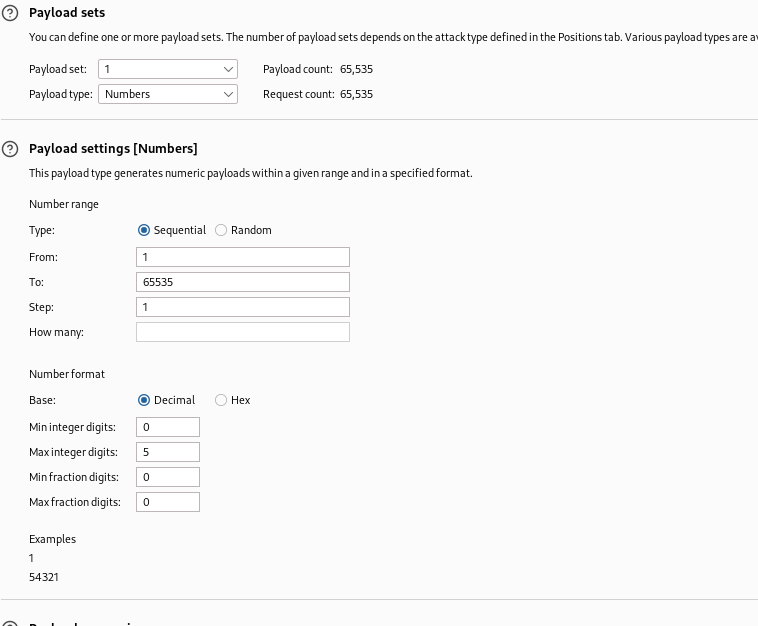 Payload sets
You can define one or more payload sets. The number of payload sets depends on the attack type defined in the Positions tab. Various payload types are
Payload set: 1 Payload count: 65,535
Payload type: Numbers Request count: 65,535
Payload settings [Numbers]
This payload type generates numeric payloads within a given range and in a specified format.
Number range
Type: Sequential Random
From: 1
To: 65535
Step: 1
How many:
Number format
Base: Decimal Hex
Min integer digits: 0
Max integer digits: 5
Min fraction digits: 0
Max fraction digits: 0
Examples
1
54321